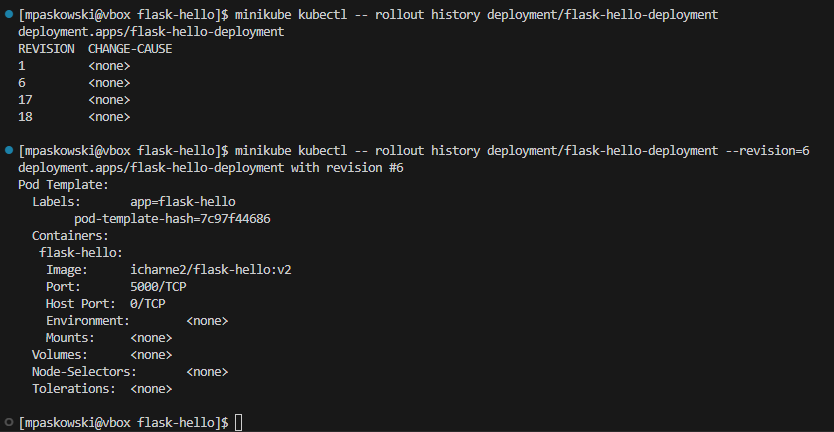 [mpaskowski@vbox flask-hello]$ minikube kubectl -- rollout history deployment/flask-hello-deployment
deployment.apps/flask-hello-deployment
REVISION  CHANGE-CAUSE
1         <none>
6         <none>
17        <none>
18        <none>
[mpaskowski@vbox flask-hello]$ minikube kubectl -- rollout history deployment/flask-hello-deployment --revision=6
deployment.apps/flask-hello-deployment with revision #6
Pod Template:
  Labels:       app=flask-hello
        pod-template-hash=7c97f44686
  Containers:
   flask-hello:
    Image:      icharne2/flask-hello:v2
    Port:       5000/TCP
    Host Port:  0/TCP
    Environment:        <none>
    Mounts:     <none>
  Volumes:      <none>
  Node-Selectors:       <none>
  Tolerations:  <none>
[mpaskowski@vbox flask-hello]$